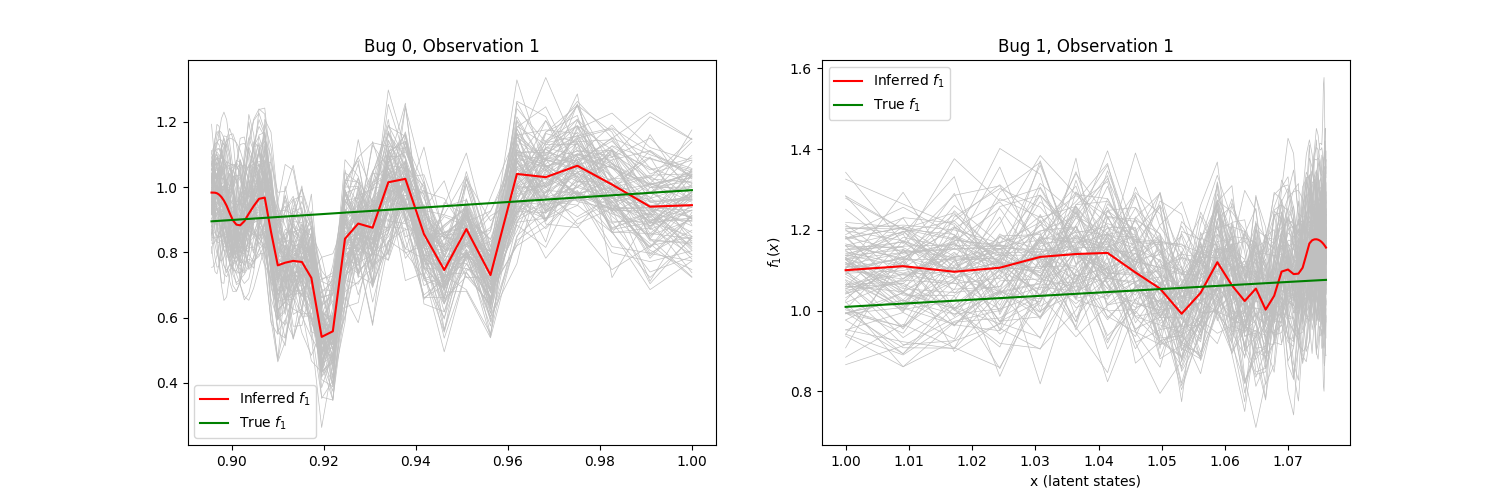 Bug 0, Observation 1
1.2
1.0
0.8
0.6
0.4
Inferred f₁
True f₁
0.90 0.92 0.94 0.96 0.98 1.00
Bug 1, Observation 1
1.6
1.4
1.2
1.0
0.8
f₁(x)
Inferred f₁
True f₁
1.00 1.01 1.02 1.03 1.04 1.05 1.06 1.07
x (latent states)